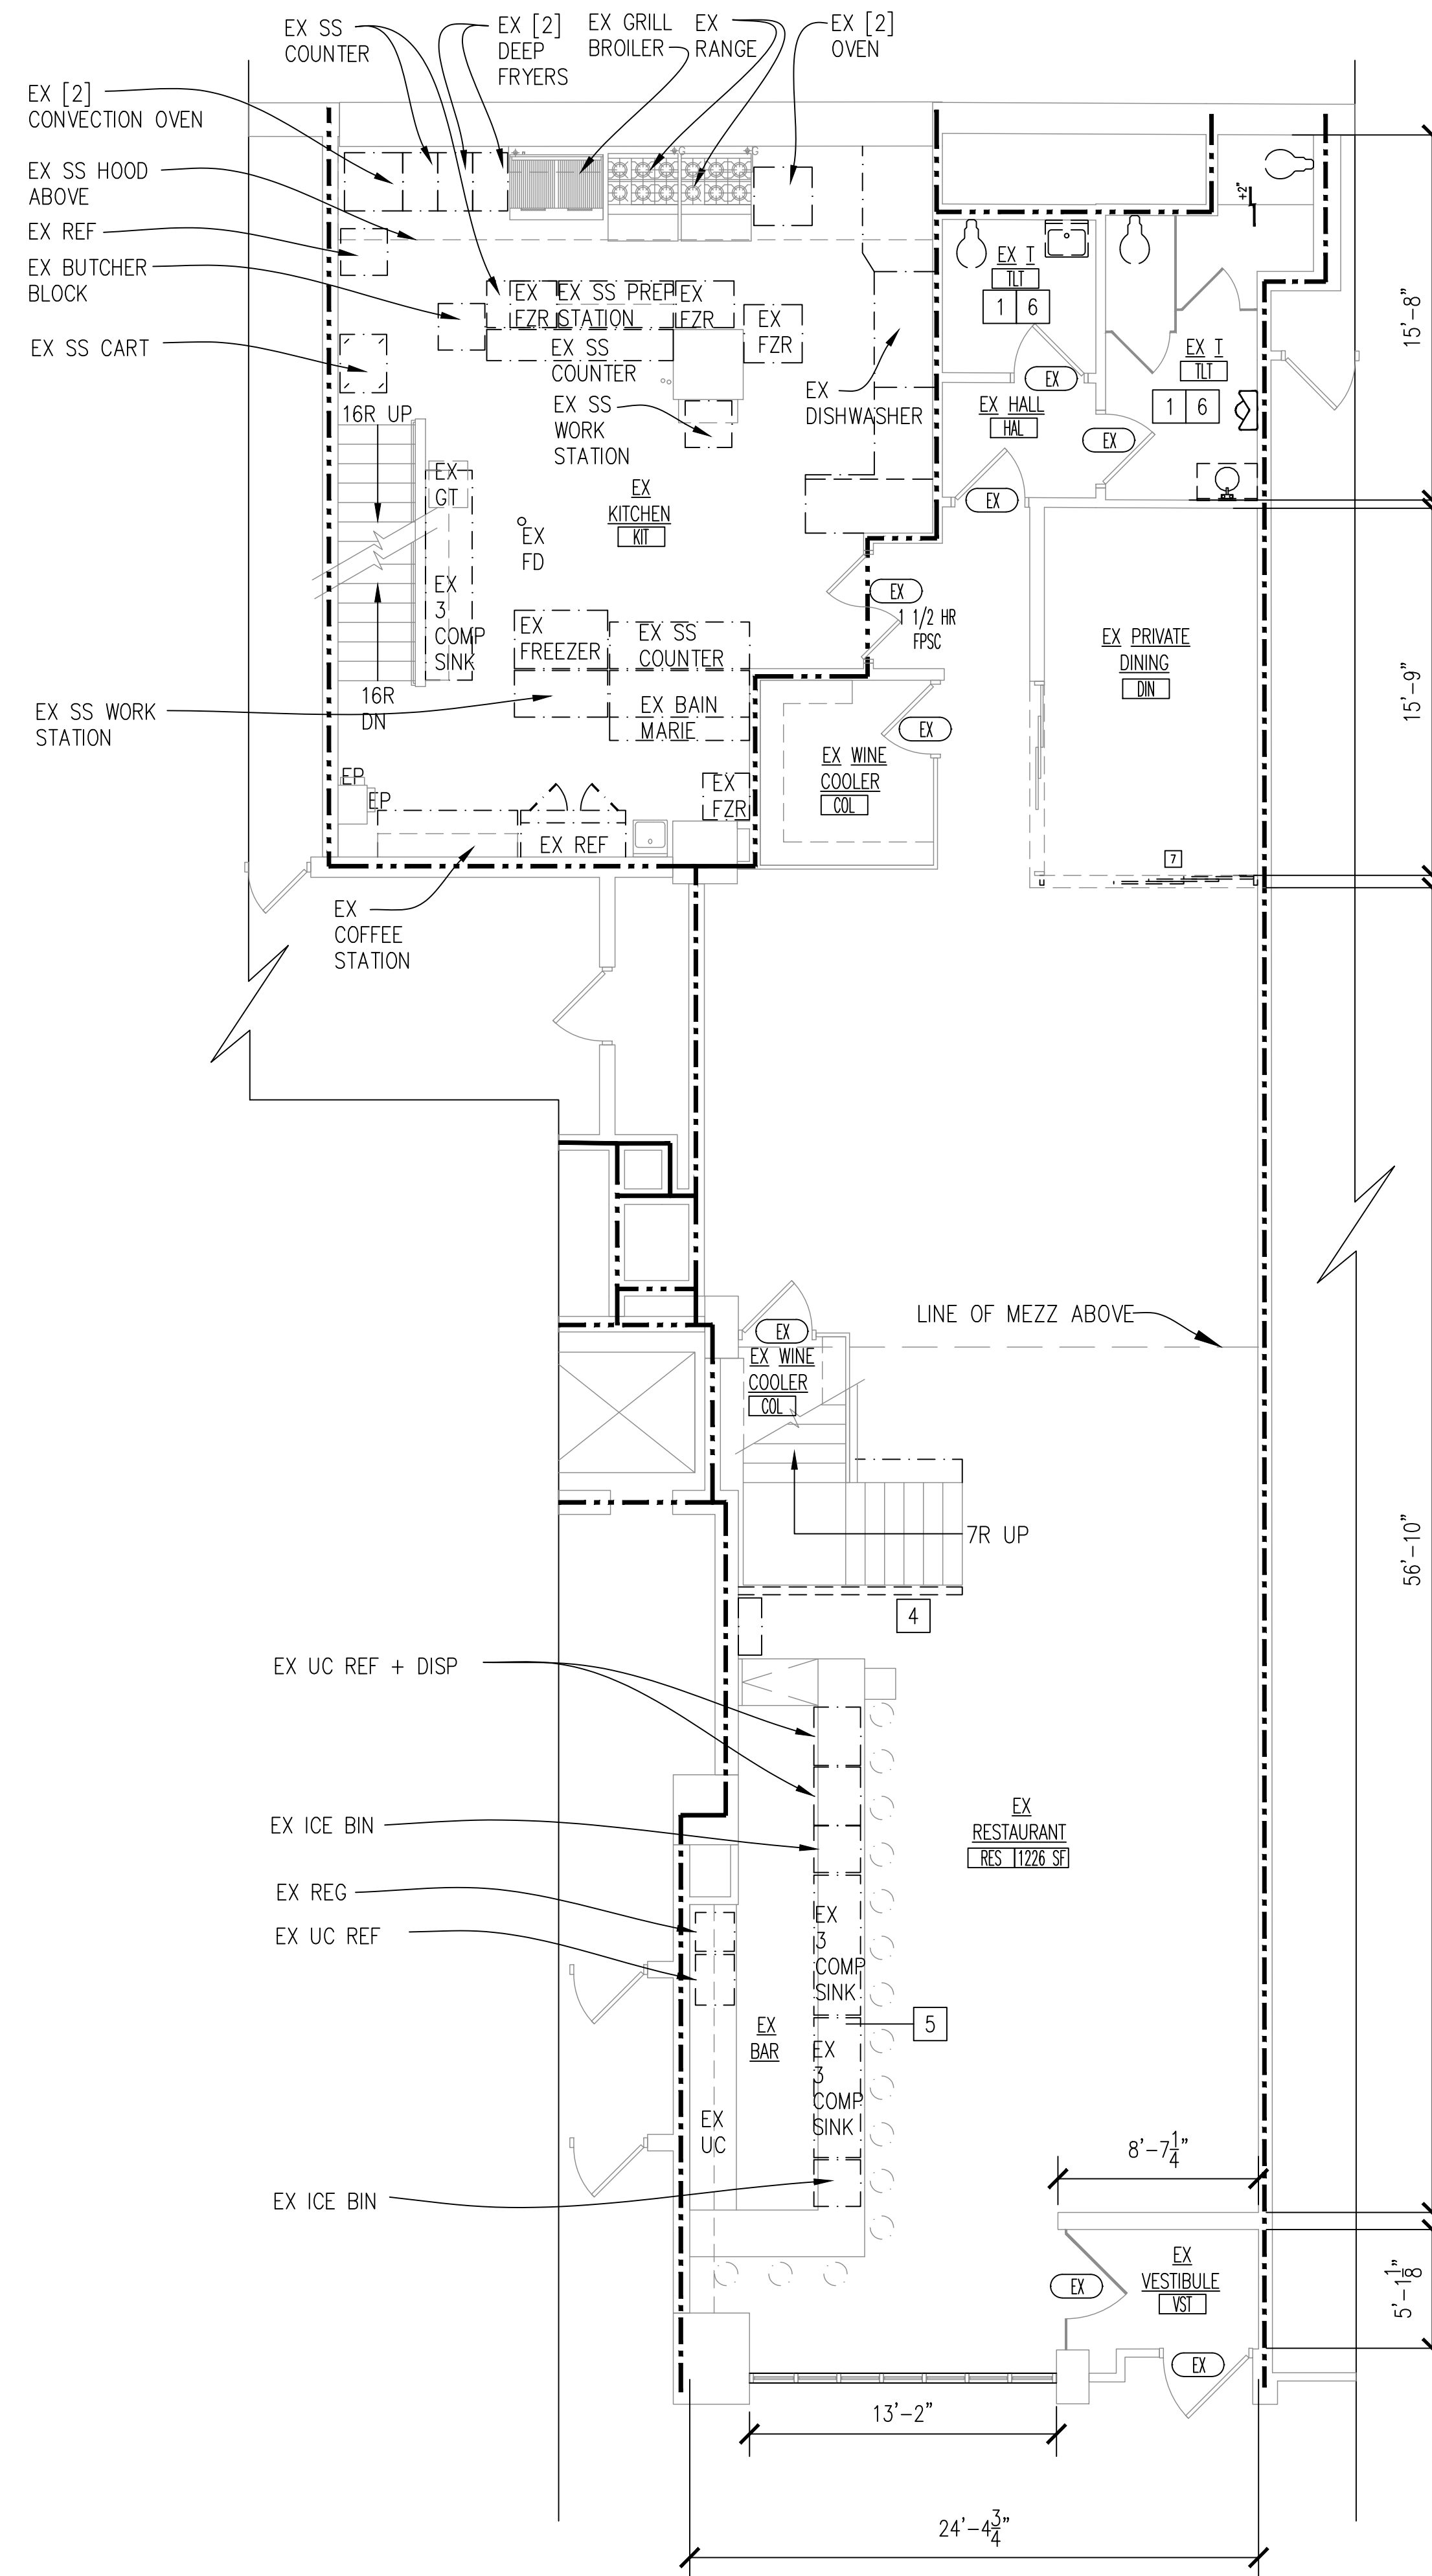 EX SS
COUNTER
EX [2]
DEEP
FRYERS
EX GRILL
BROILER
EX
RANGE
EX [2]
OVEN
EX [2]
CONVECTION OVEN
EX SS HOOD
ABOVE
EX REF
EX BUTCHER
BLOCK
EX SS CART
G
G
+2"
EX T
TLT
1 6
EX
FZR
EX SS PREP
STATION
EX
FZR
EX
FZR
EX SS
COUNTER
EX SS
WORK
STATION
EX
DISHWASHER
EX
EX HALL
HAL
EX T
TLT
1 6
EX
EX
15'-8"
16R UP
EX
GT
EX
KITCHEN
KIT
EX
FD
EX
3
COMP
SINK
EX
1 1/2 HR
FPSC
EX
FREEZER
EX SS
COUNTER
EX PRIVATE
DINING
DIN
15'-9"
16R
DN
EX SS WORK
STATION
EX BAIN
MARIE
EX
EX WINE
COOLER
COL
EP
EP
EX
FZR
EX REF
7
EX
COFFEE
STATION
LINE OF MEZZ ABOVE
EX
EX WINE
COOLER
COL
7R UP
56'-10"
4
EX UC REF + DISP
EX ICE BIN
EX
RESTAURANT
RES 1226 SF
EX REG
EX UC REF
EX
3
COMP
SINK
5
EX
BAR
EX
3
COMP
SINK
EX
UC
EX ICE BIN
8'-7 1/4"
EX
VESTIBULE
VST
EX
5'-1 1/8"
EX
13'-2"
24'-4 3/4"